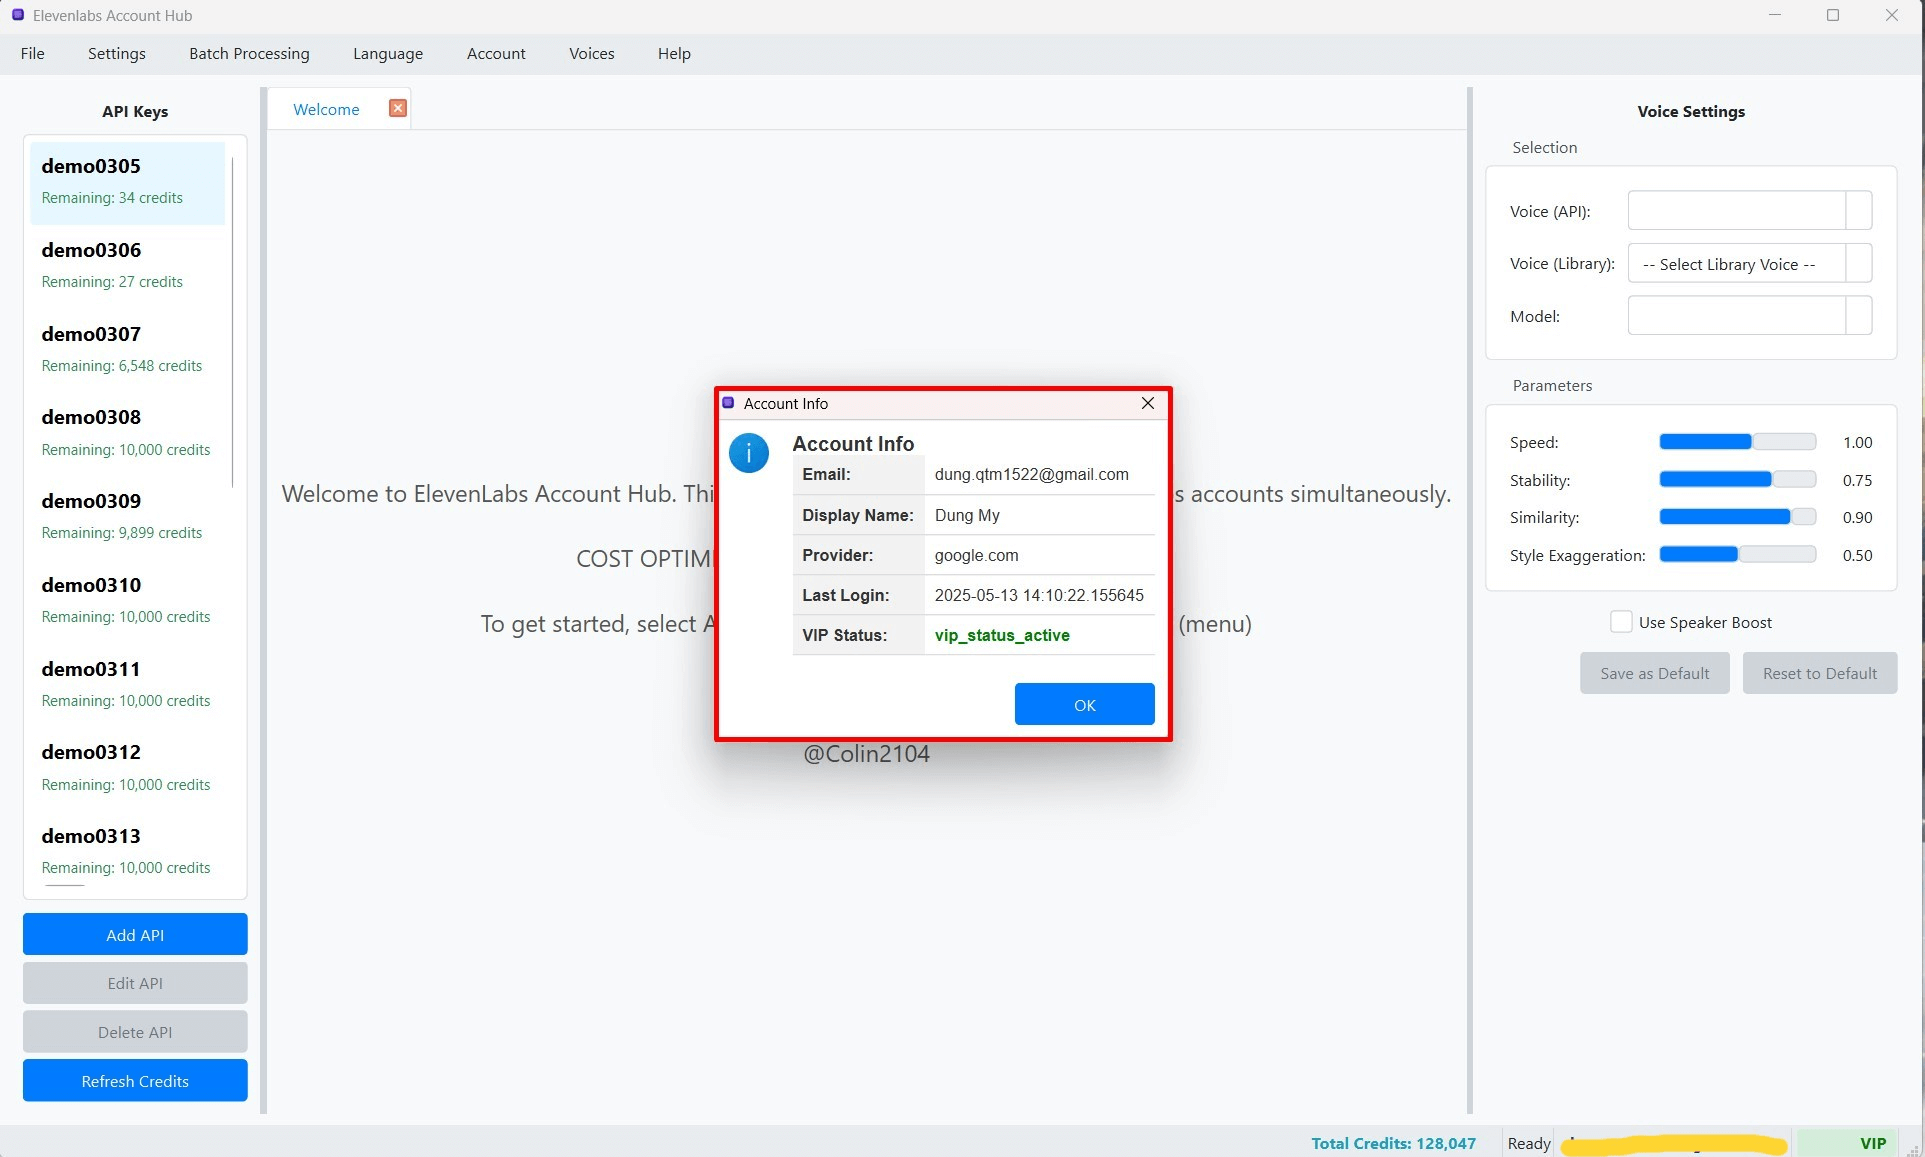 Elevenlabs Account Hub
File Settings Batch Processing Language Account Voices Help
API Keys
demo0305
Remaining: 34 credits
demo0306
Remaining: 27 credits
demo0307
Remaining: 6,548 credits
demo0308
Remaining: 10,000 credits
demo0309
Remaining: 9,899 credits
demo0310
Remaining: 10,000 credits
demo0311
Remaining: 10,000 credits
demo0312
Remaining: 10,000 credits
demo0313
Remaining: 10,000 credits
Add API
Edit API
Delete API
Refresh Credits
Welcome
Welcome to ElevenLabs Account Hub. Thi
s accounts simultaneously.
COST OPTIM
To get started, select A
(menu)
@Colin2104
Account Info
Account Info
Email: dung.qtm1522@gmail.com
Display Name: Dung My
Provider: google.com
Last Login: 2025-05-13 14:10:22.155645
VIP Status: vip_status_active
OK
Voice Settings
Selection
Voice (API):
Voice (Library): -- Select Library Voice --
Model:
Parameters
Speed: 1.00
Stability: 0.75
Similarity: 0.90
Style Exaggeration: 0.50
Use Speaker Boost
Save as Default Reset to Default
Total Credits: 128,047 Ready VIP